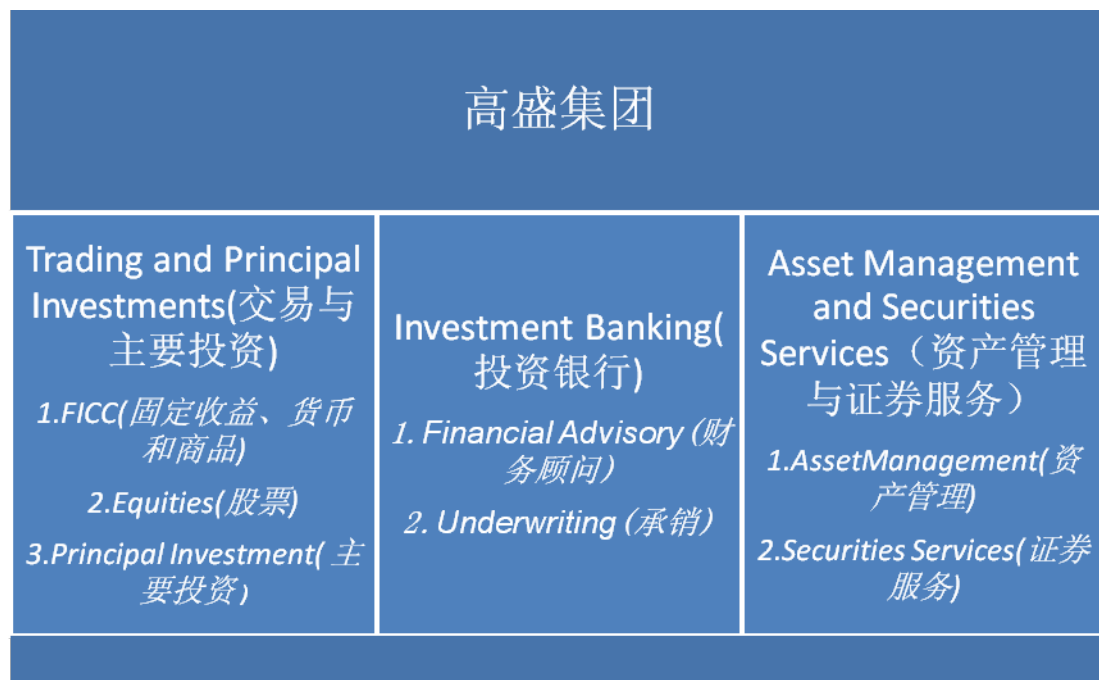 高盛集团
Trading and Principal
Investments(交易与
主要投资)
1.FICC(固定收益、货币
和商品)
2.Equities(股票)
3.Principal Investment( 主
要投资）
Investment Banking(
投资银行)
1. Financial Advisory (财
务顾问）
2. Underwriting (承销）
Asset Management
and Securities
Services（资产管理
与证券服务）
1.AssetManagement(资
产管理)
2.Securities Services(证券
服务)